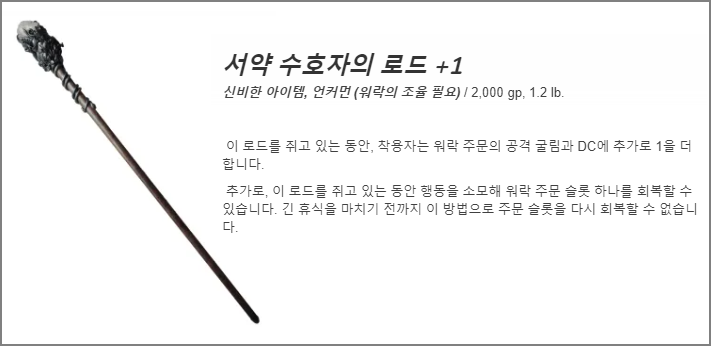 서약 수호자의 로드 +1
신비한 아이템, 언커먼 (워락의 조율 필요) / 2,000 gp, 1.2 lb.
이 로드를 쥐고 있는 동안, 착용자는 워락 주문의 공격 굴림과 DC에 추가로 1을 더
합니다.
추가로, 이 로드를 쥐고 있는 동안 행동을 소모해 워락 주문 슬롯 하나를 회복할 수
있습니다. 긴 휴식을 마치기 전까지 이 방법으로 주문 슬롯을 다시 회복할 수 없습니
다.